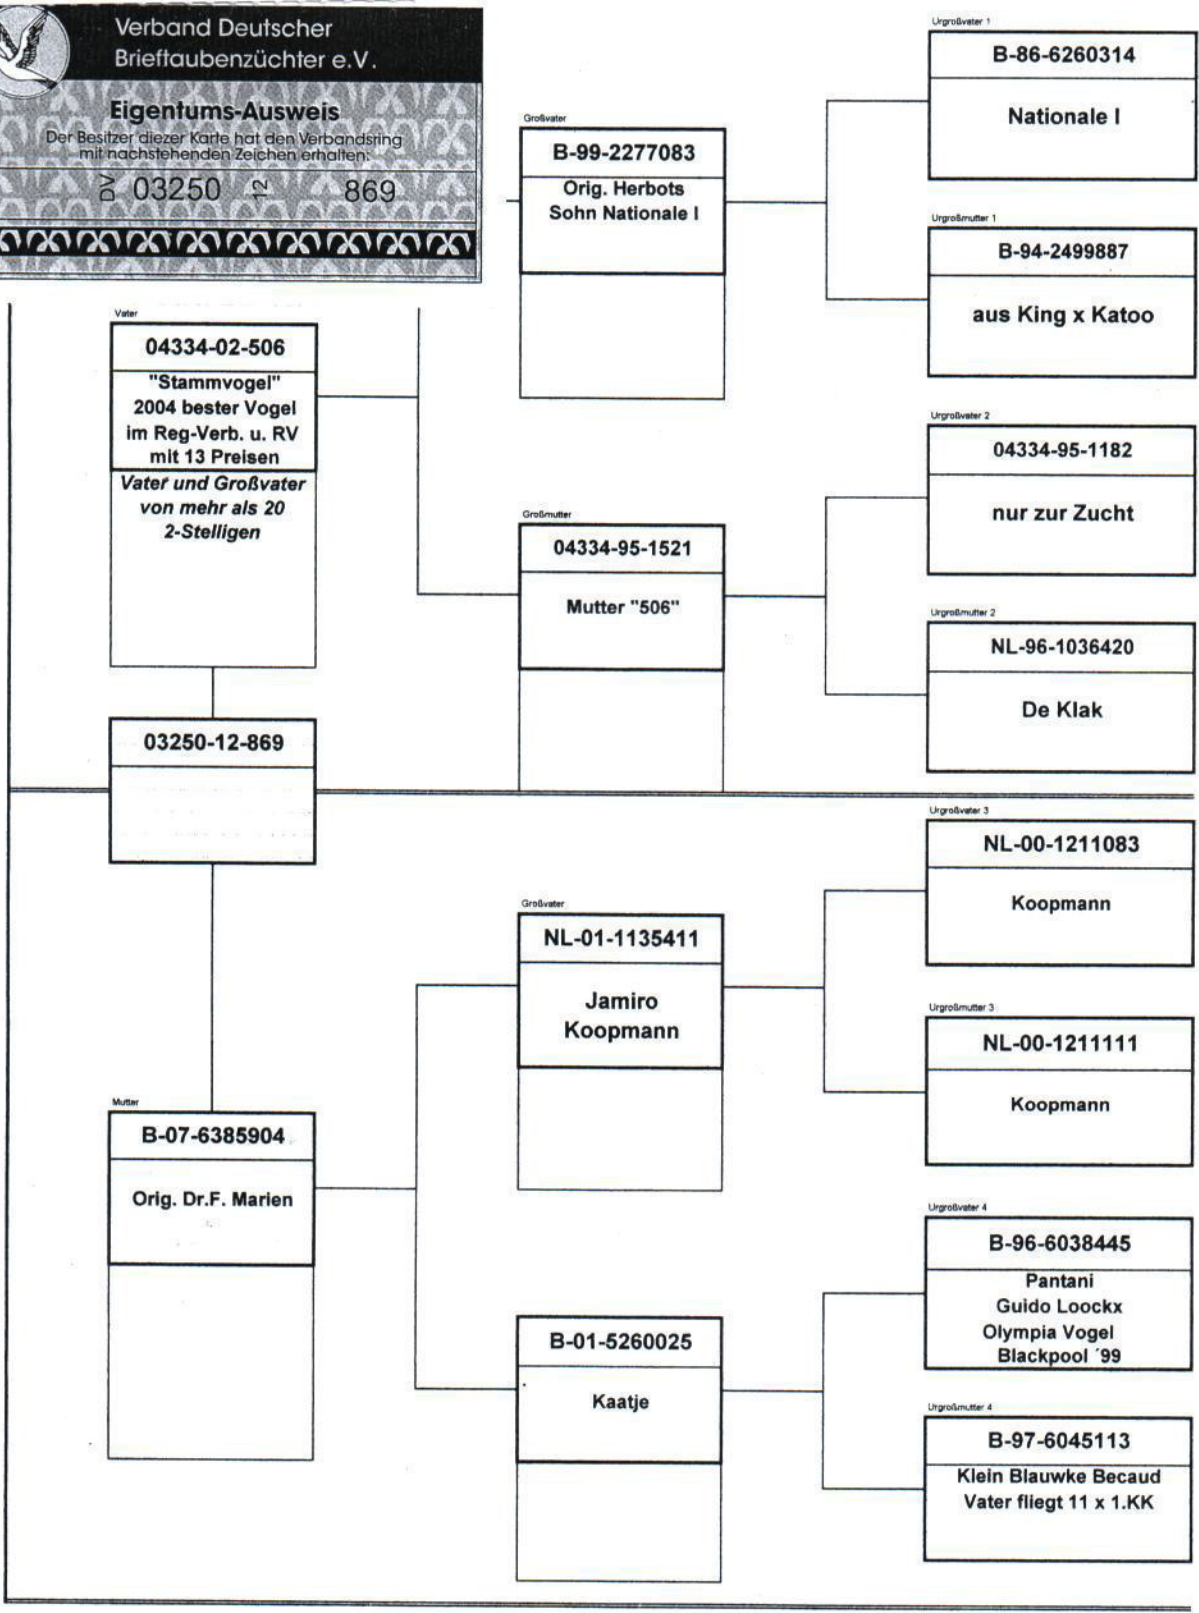 Verband Deutscher
Brieftaubenzüchter e.V.
Eigentums-Ausweis
Der Besitzer diezer Karte hat den Verbandsring
mit nachstehenden Zeichen erhalten:
DV 03250 12 869
Vater
04334-02-506
"Stammvogel"
2004 bester Vogel
im Reg-Verb. u. RV
mit 13 Preisen
Vater und Großvater
von mehr als 20
2-Stelligen
03250-12-869
Mutter
B-07-6385904
Orig. Dr.F. Marien
Großvater
B-99-2277083
Orig. Herbots
Sohn Nationale I
Großmutter
04334-95-1521
Mutter "506"
Großvater
NL-01-1135411
Jamiro
Koopmann
B-01-5260025
Kaatje
Urgroßvater 1
B-86-6260314
Nationale I
Urgroßmutter 1
B-94-2499887
aus King x Katoo
Urgroßvater 2
04334-95-1182
nur zur Zucht
Urgroßmutter 2
NL-96-1036420
De Klak
Urgroßvater 3
NL-00-1211083
Koopmann
Urgroßmutter 3
NL-00-1211111
Koopmann
Urgroßvater 4
B-96-6038445
Pantani
Guido Loockx
Olympia Vogel
Blackpool ´99
Urgroßmutter 4
B-97-6045113
Klein Blauwke Becaud
Vater fliegt 11 x 1.KK